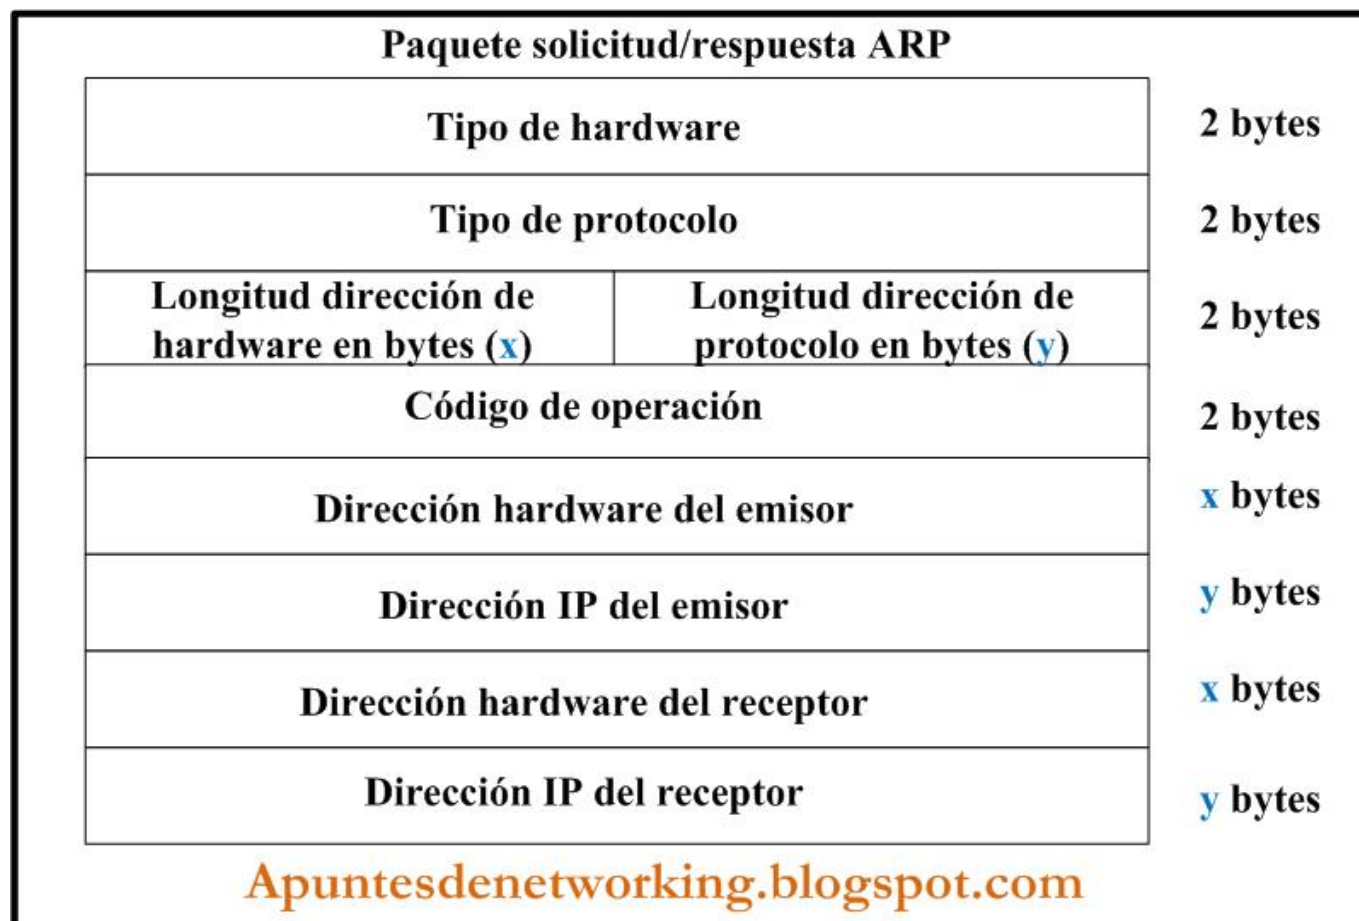 Paquete solicitud/respuesta ARP
Tipo de hardware
2 bytes
Tipo de protocolo
2 bytes
Longitud dirección de
hardware en bytes (x)
Longitud dirección de
protocolo en bytes (y)
2 bytes
Código de operación
2 bytes
Dirección hardware del emisor
x bytes
Dirección IP del emisor
y bytes
Dirección hardware del receptor
x bytes
Dirección IP del receptor
y bytes
Apuntesdenetworking.blogspot.com